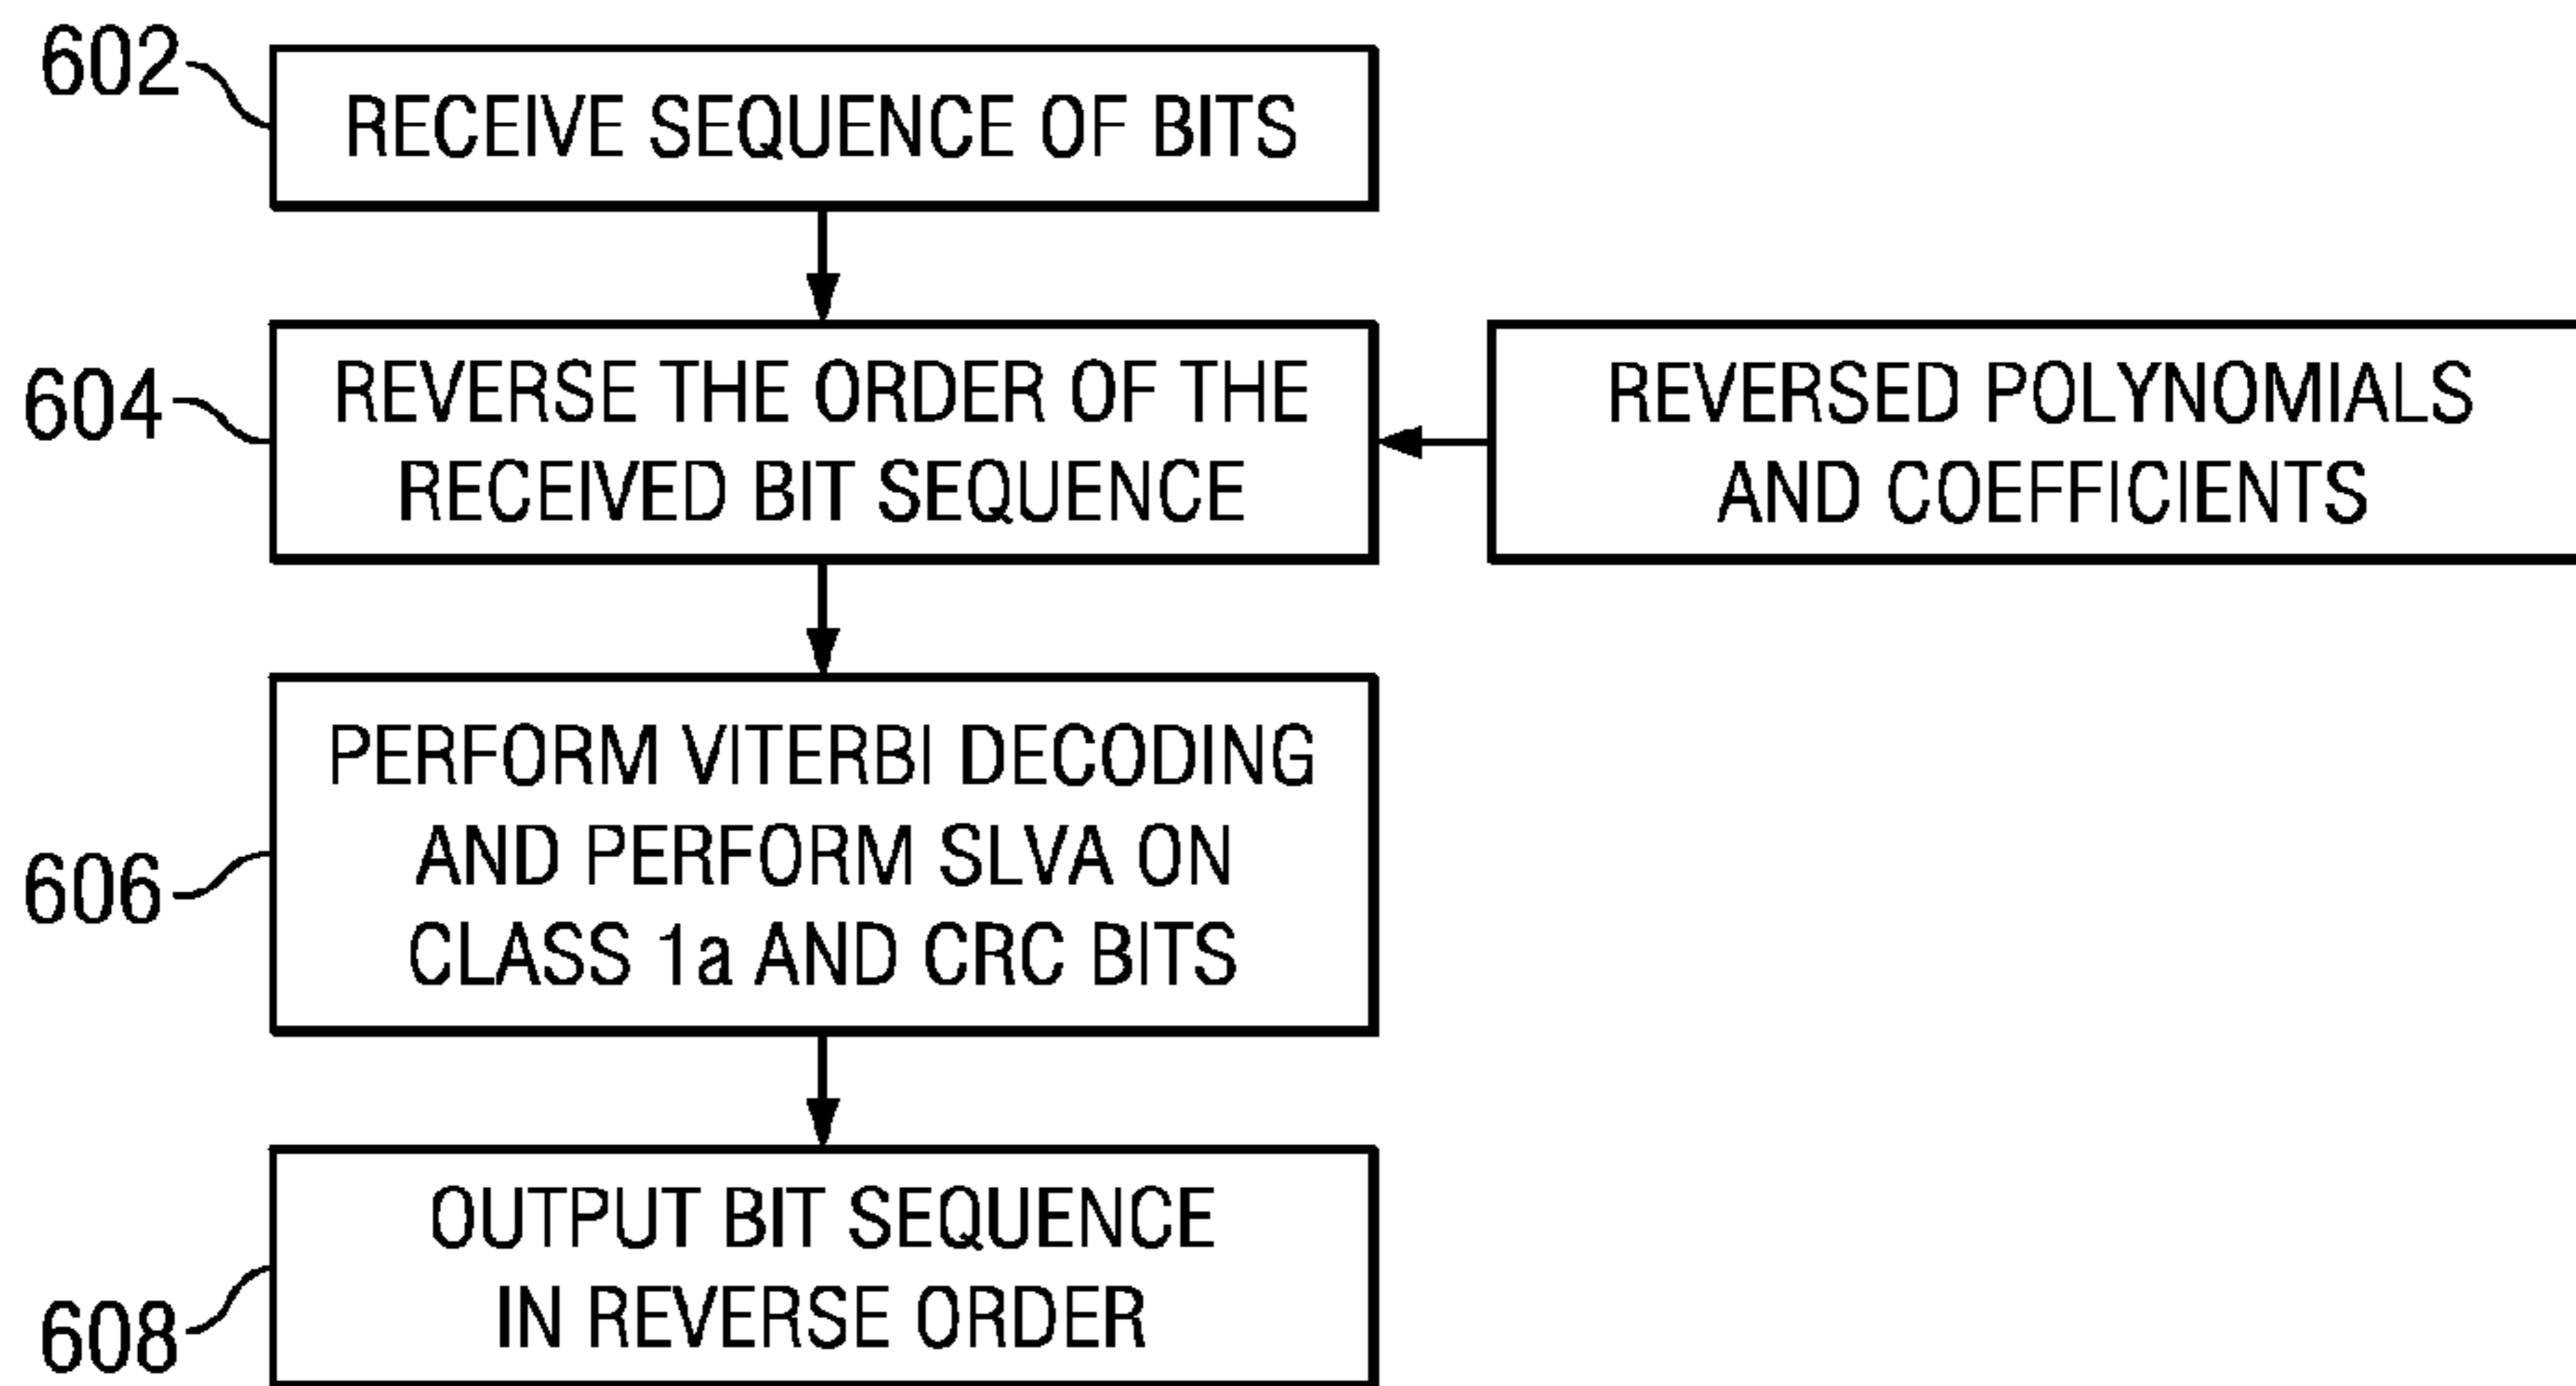 602
RECEIVE SEQUENCE OF BITS
604
REVERSE THE ORDER OF THE
RECEIVED BIT SEQUENCE
REVERSED POLYNOMIALS
AND COEFFICIENTS
606
PERFORM VITERBI DECODING
AND PERFORM SLVA ON
CLASS 1a AND CRC BITS
608
OUTPUT BIT SEQUENCE
IN REVERSE ORDER